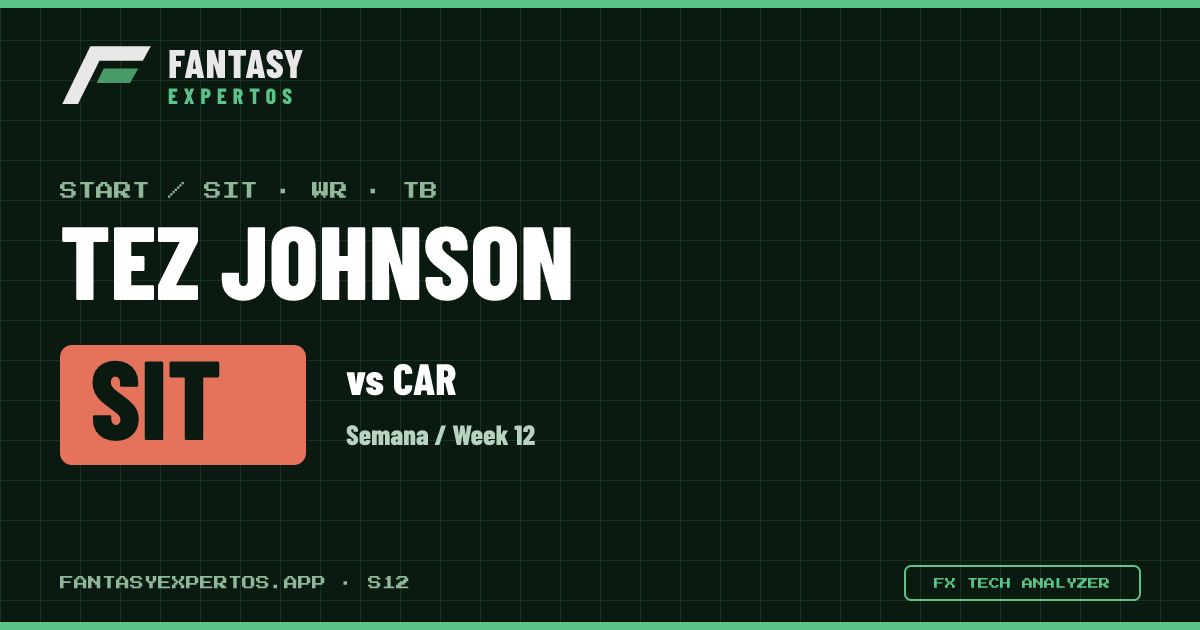 FANTASY
EXPERTOS
START / SIT · WR · TB
TEZ JOHNSON
SIT
vs CAR
Semana / Week 12
FANTASYEXPERTOS.APP · S12
FX TECH ANALYZER